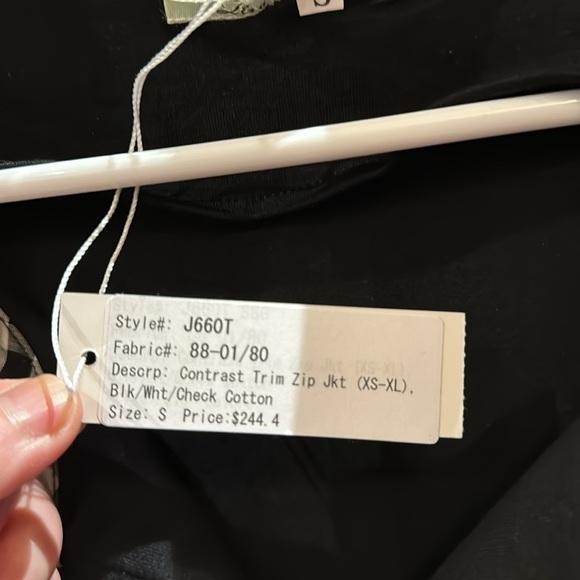 S
Style#: J660T
Fabric#: 88-01/80
Descrp: Contrast Trim Zip Jkt (XS-XL),
Blk/Wht/Check Cotton
Size: S Price:$244.4